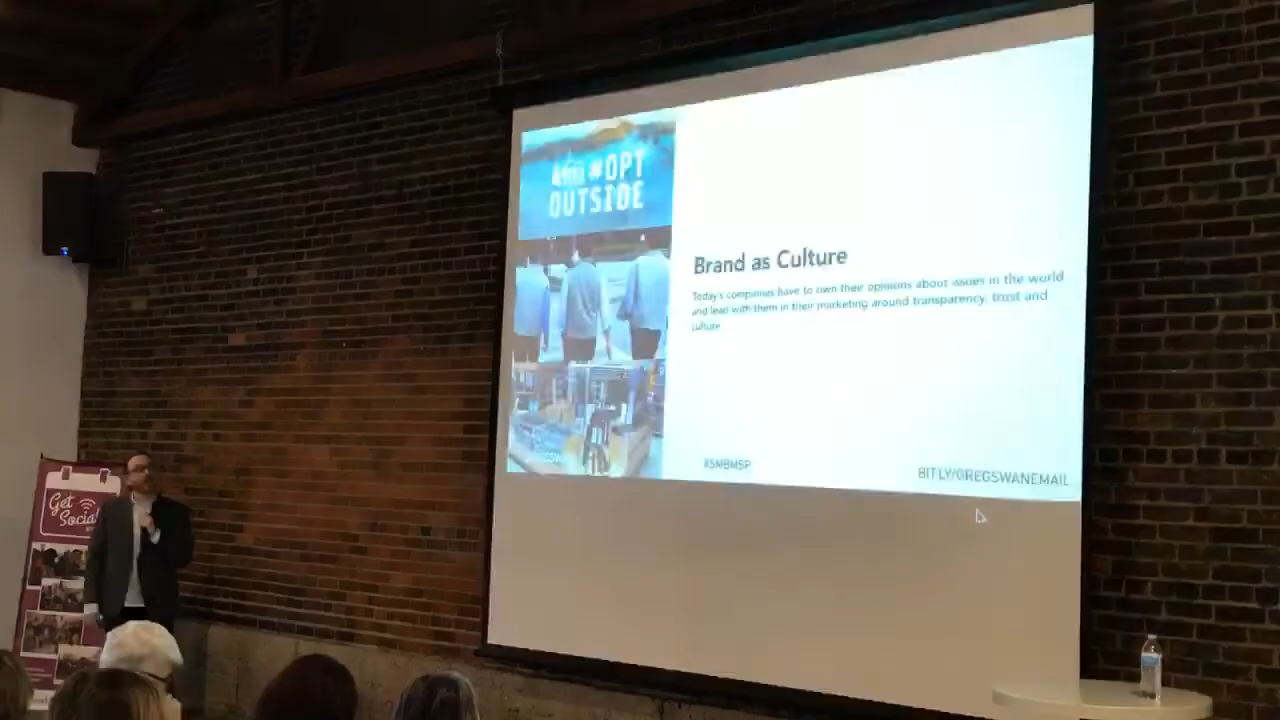 #OPT
OUTSIDE
Brand as Culture
Today's companies have to own their opinions about issues in the world
and lead with them in their marketing around transparency, trust and
culture
#SMBMSP
BIT.LY/GREGSWANEMAIL
Get
Social